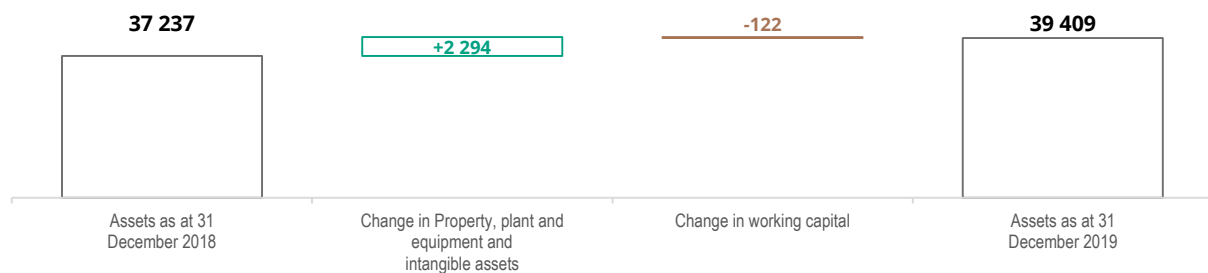 37 237
+2 294
-122
39 409
Assets as at 31
December 2018
Change in Property, plant and
equipment and
intangible assets
Change in working capital
Assets as at 31
December 2019